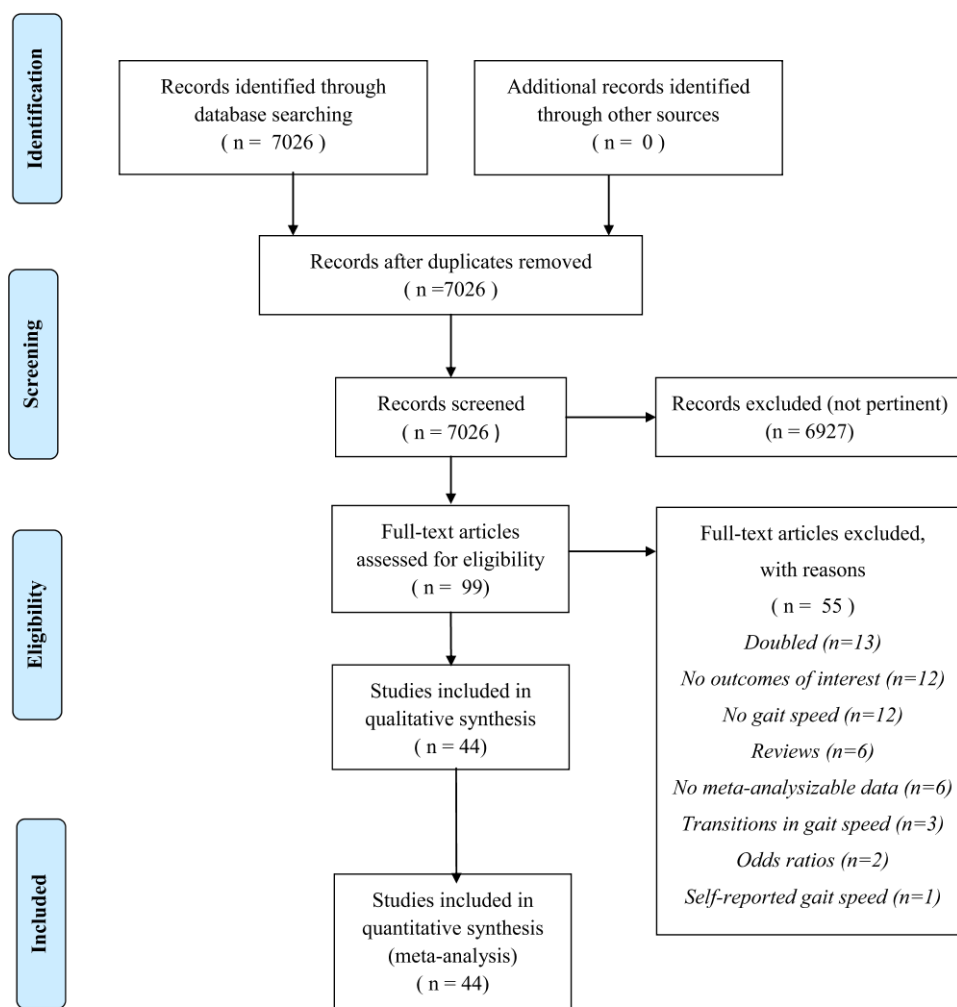 Identification
Records identified through
database searching
( n =  7026 )
Additional records identified
through other sources
( n =  0 )
Records after duplicates removed
( n =7026 )
Screening
Records screened
( n = 7026 )
Records excluded (not pertinent)
(n = 6927)
Eligibility
Full-text articles
assessed for eligibility
( n =  99)
Full-text articles excluded,
with reasons
( n =  55 )
Doubled (n=13)
No outcomes of interest (n=12)
No gait speed (n=12)
Reviews (n=6)
No meta-analysizable data (n=6)
Transitions in gait speed (n=3)
Odds ratios (n=2)
Self-reported gait speed (n=1)
Studies included in
qualitative synthesis
( n = 44)
Included
Studies included in
quantitative synthesis
(meta-analysis)
( n = 44)